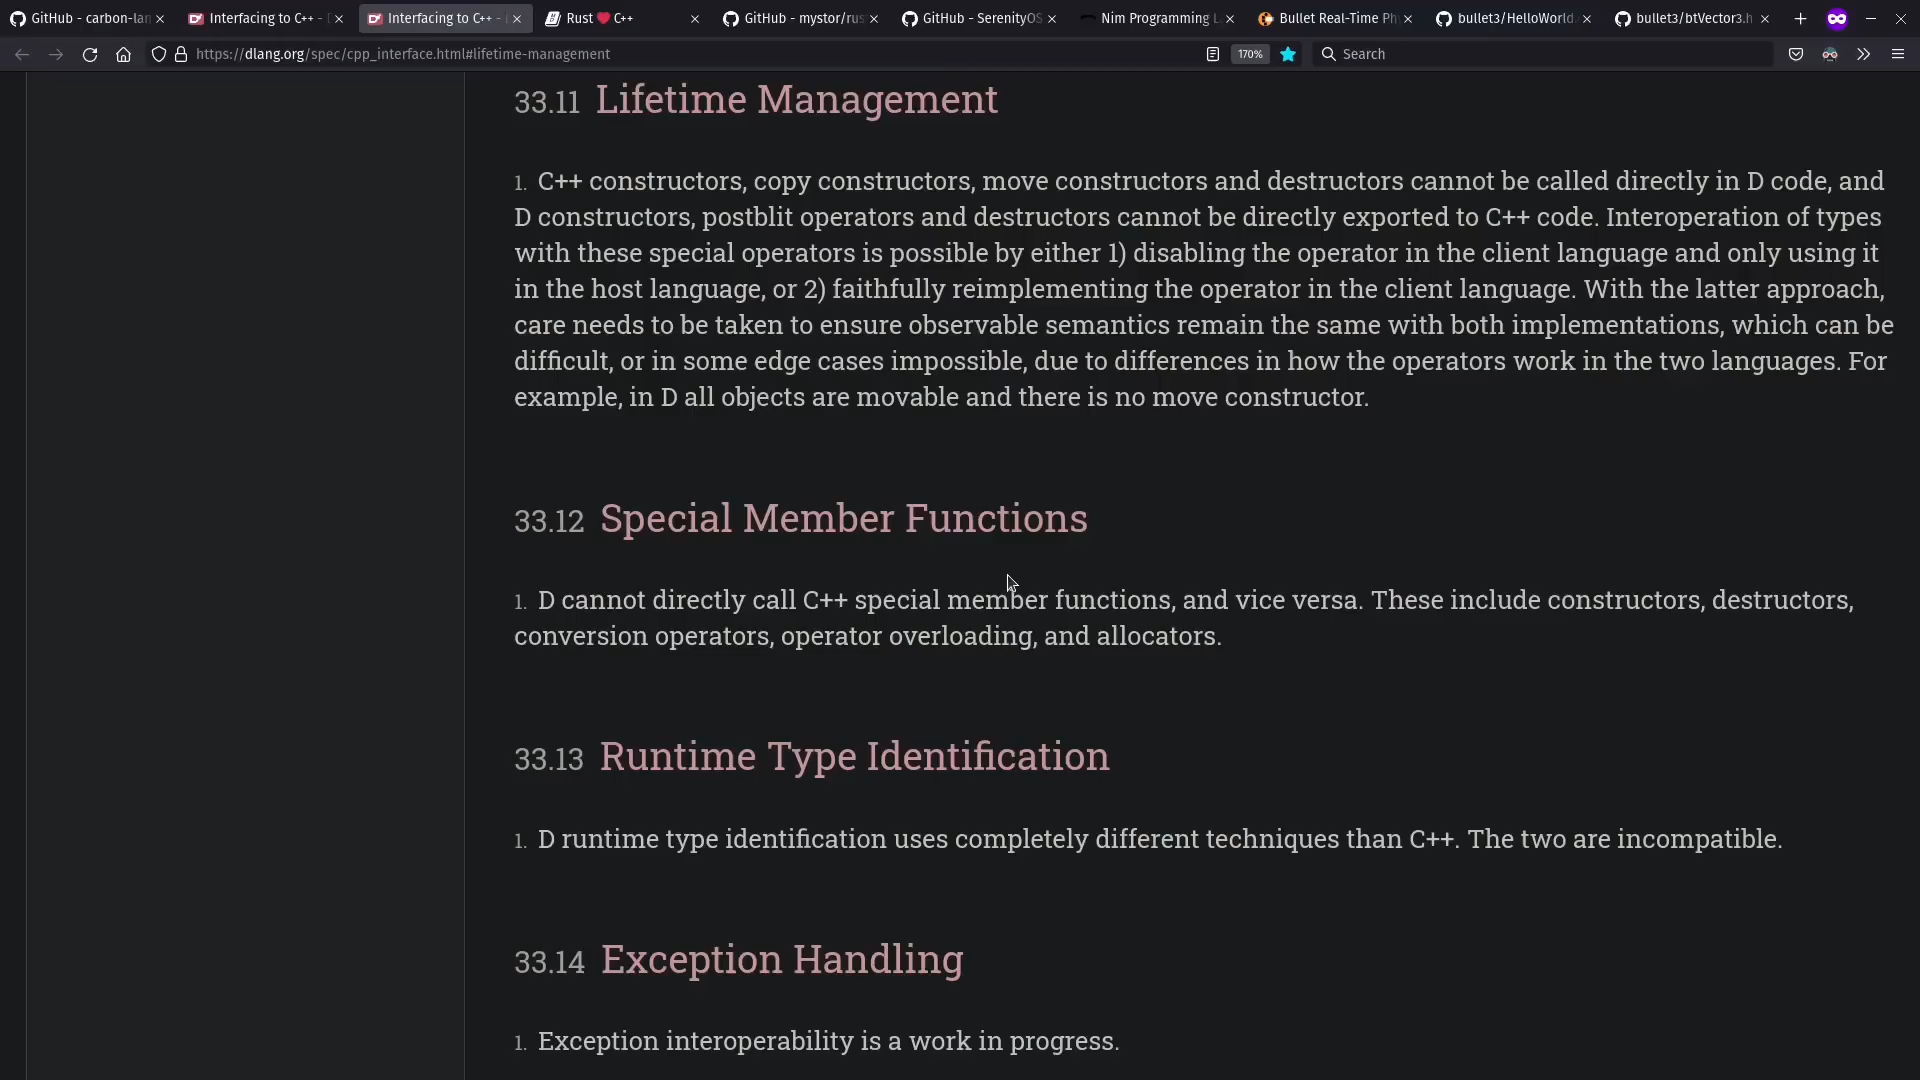 GitHub - carbon-lan
Interfacing to C++ -
Interfacing to C++ -
Rust ❤️ C++
GitHub - mystor/rus
GitHub - SerenityOS
Nim Programming L
Bullet Real-Time Ph
bullet3/HelloWorld.
bullet3/btVector3.h
https://dlang.org/spec/cpp_interface.html#lifetime-management
170%
Search
33.11 Lifetime Management
1. C++ constructors, copy constructors, move constructors and destructors cannot be called directly in D code, and
D constructors, postblit operators and destructors cannot be directly exported to C++ code. Interoperation of types
with these special operators is possible by either 1) disabling the operator in the client language and only using it
in the host language, or 2) faithfully reimplementing the operator in the client language. With the latter approach,
care needs to be taken to ensure observable semantics remain the same with both implementations, which can be
difficult, or in some edge cases impossible, due to differences in how the operators work in the two languages. For
example, in D all objects are movable and there is no move constructor.
33.12 Special Member Functions
1. D cannot directly call C++ special member functions, and vice versa. These include constructors, destructors,
conversion operators, operator overloading, and allocators.
33.13 Runtime Type Identification
1. D runtime type identification uses completely different techniques than C++. The two are incompatible.
33.14 Exception Handling
1. Exception interoperability is a work in progress.